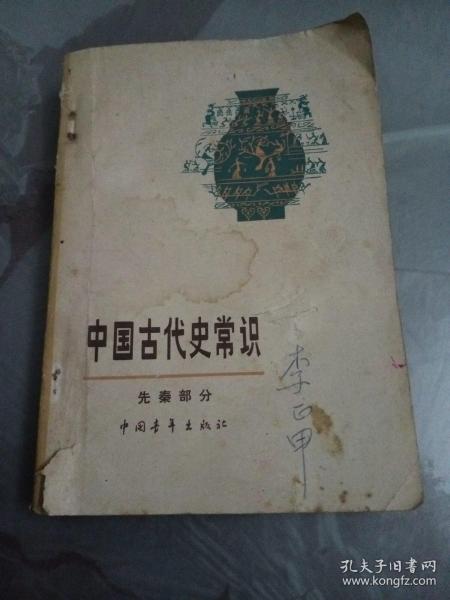 中国古代史常识
先秦部分
中国青年出版社
李正甲
孔夫子旧书网
www.kongfz.com